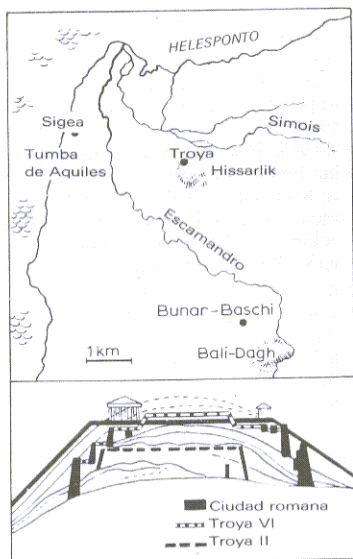 HELESPONTO
Simois
Sigea
Tumba
de Aquiles
Troya
Hissarlik
Escamandro
Bunar-Baschi
1km
Bali-Dagh
Ciudad romana
Troya VI
Troya II